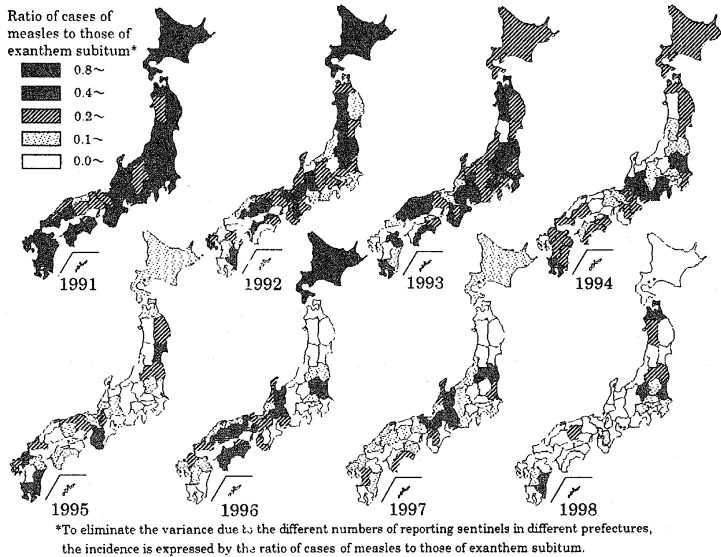 Ratio of cases of
measles to those of
exanthem subitum*
0.8~
0.4~
0.2~
0.1~
0.0~
1991
1992
1993
1994
1995
1996
1997
1998
*To eliminate the variance due to the different numbers of reporting sentinels in different prefectures,
the incidence is expressed by the ratio of cases of measles to those of exanthem subitum.